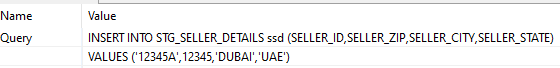 Name Value
Query INSERT INTO STG_SELLER_DETAILS ssd (SELLER_ID,SELLER_ZIP,SELLER_CITY,SELLER_STATE)
VALUES ('12345A',12345,'DUBAI','UAE')